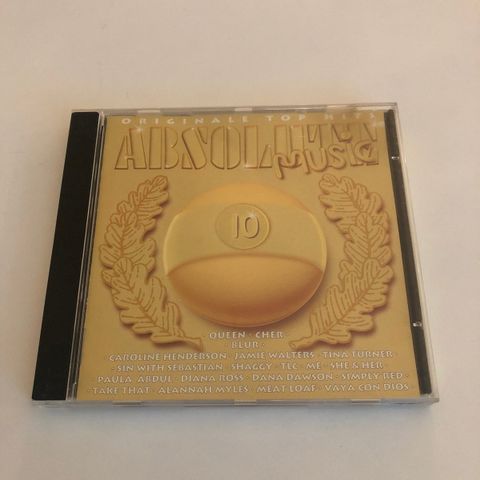 ORIGINALE TOP HITS
ABSOLUTE
music
10
QUEEN · CHER ·
· BLUR ·
CAROLINE HENDERSON · JAMIE WALTERS · TINA TURNER ·
· SIN WITH SEBASTIAN · SHAGGY · TLC · ME · SHE & HER ·
PAULA ABDUL · DIANA ROSS · DANA DAWSON · SIMPLY RED ·
· TAKE THAT · ALANNAH MYLES · MEAT LOAF · VAYA CON DIOS ·